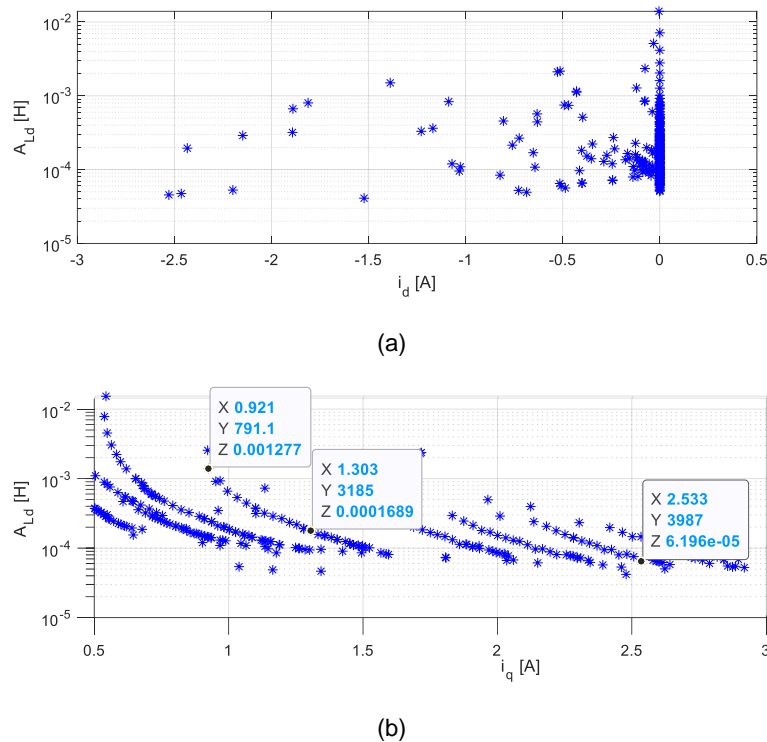 10^-2
10^-3
10^-4
10^-5
A_Ld [H]
-3 -2.5 -2 -1.5 -1 -0.5 0 0.5
i_d [A]
(a)
X 0.921
Y 791.1
Z 0.001277
X 1.303
Y 3185
Z 0.0001689
X 2.533
Y 3987
Z 6.196e-05
10^-2
10^-3
10^-4
10^-5
A_Ld [H]
0.5 1 1.5 2 2.5 3
i_q [A]
(b)